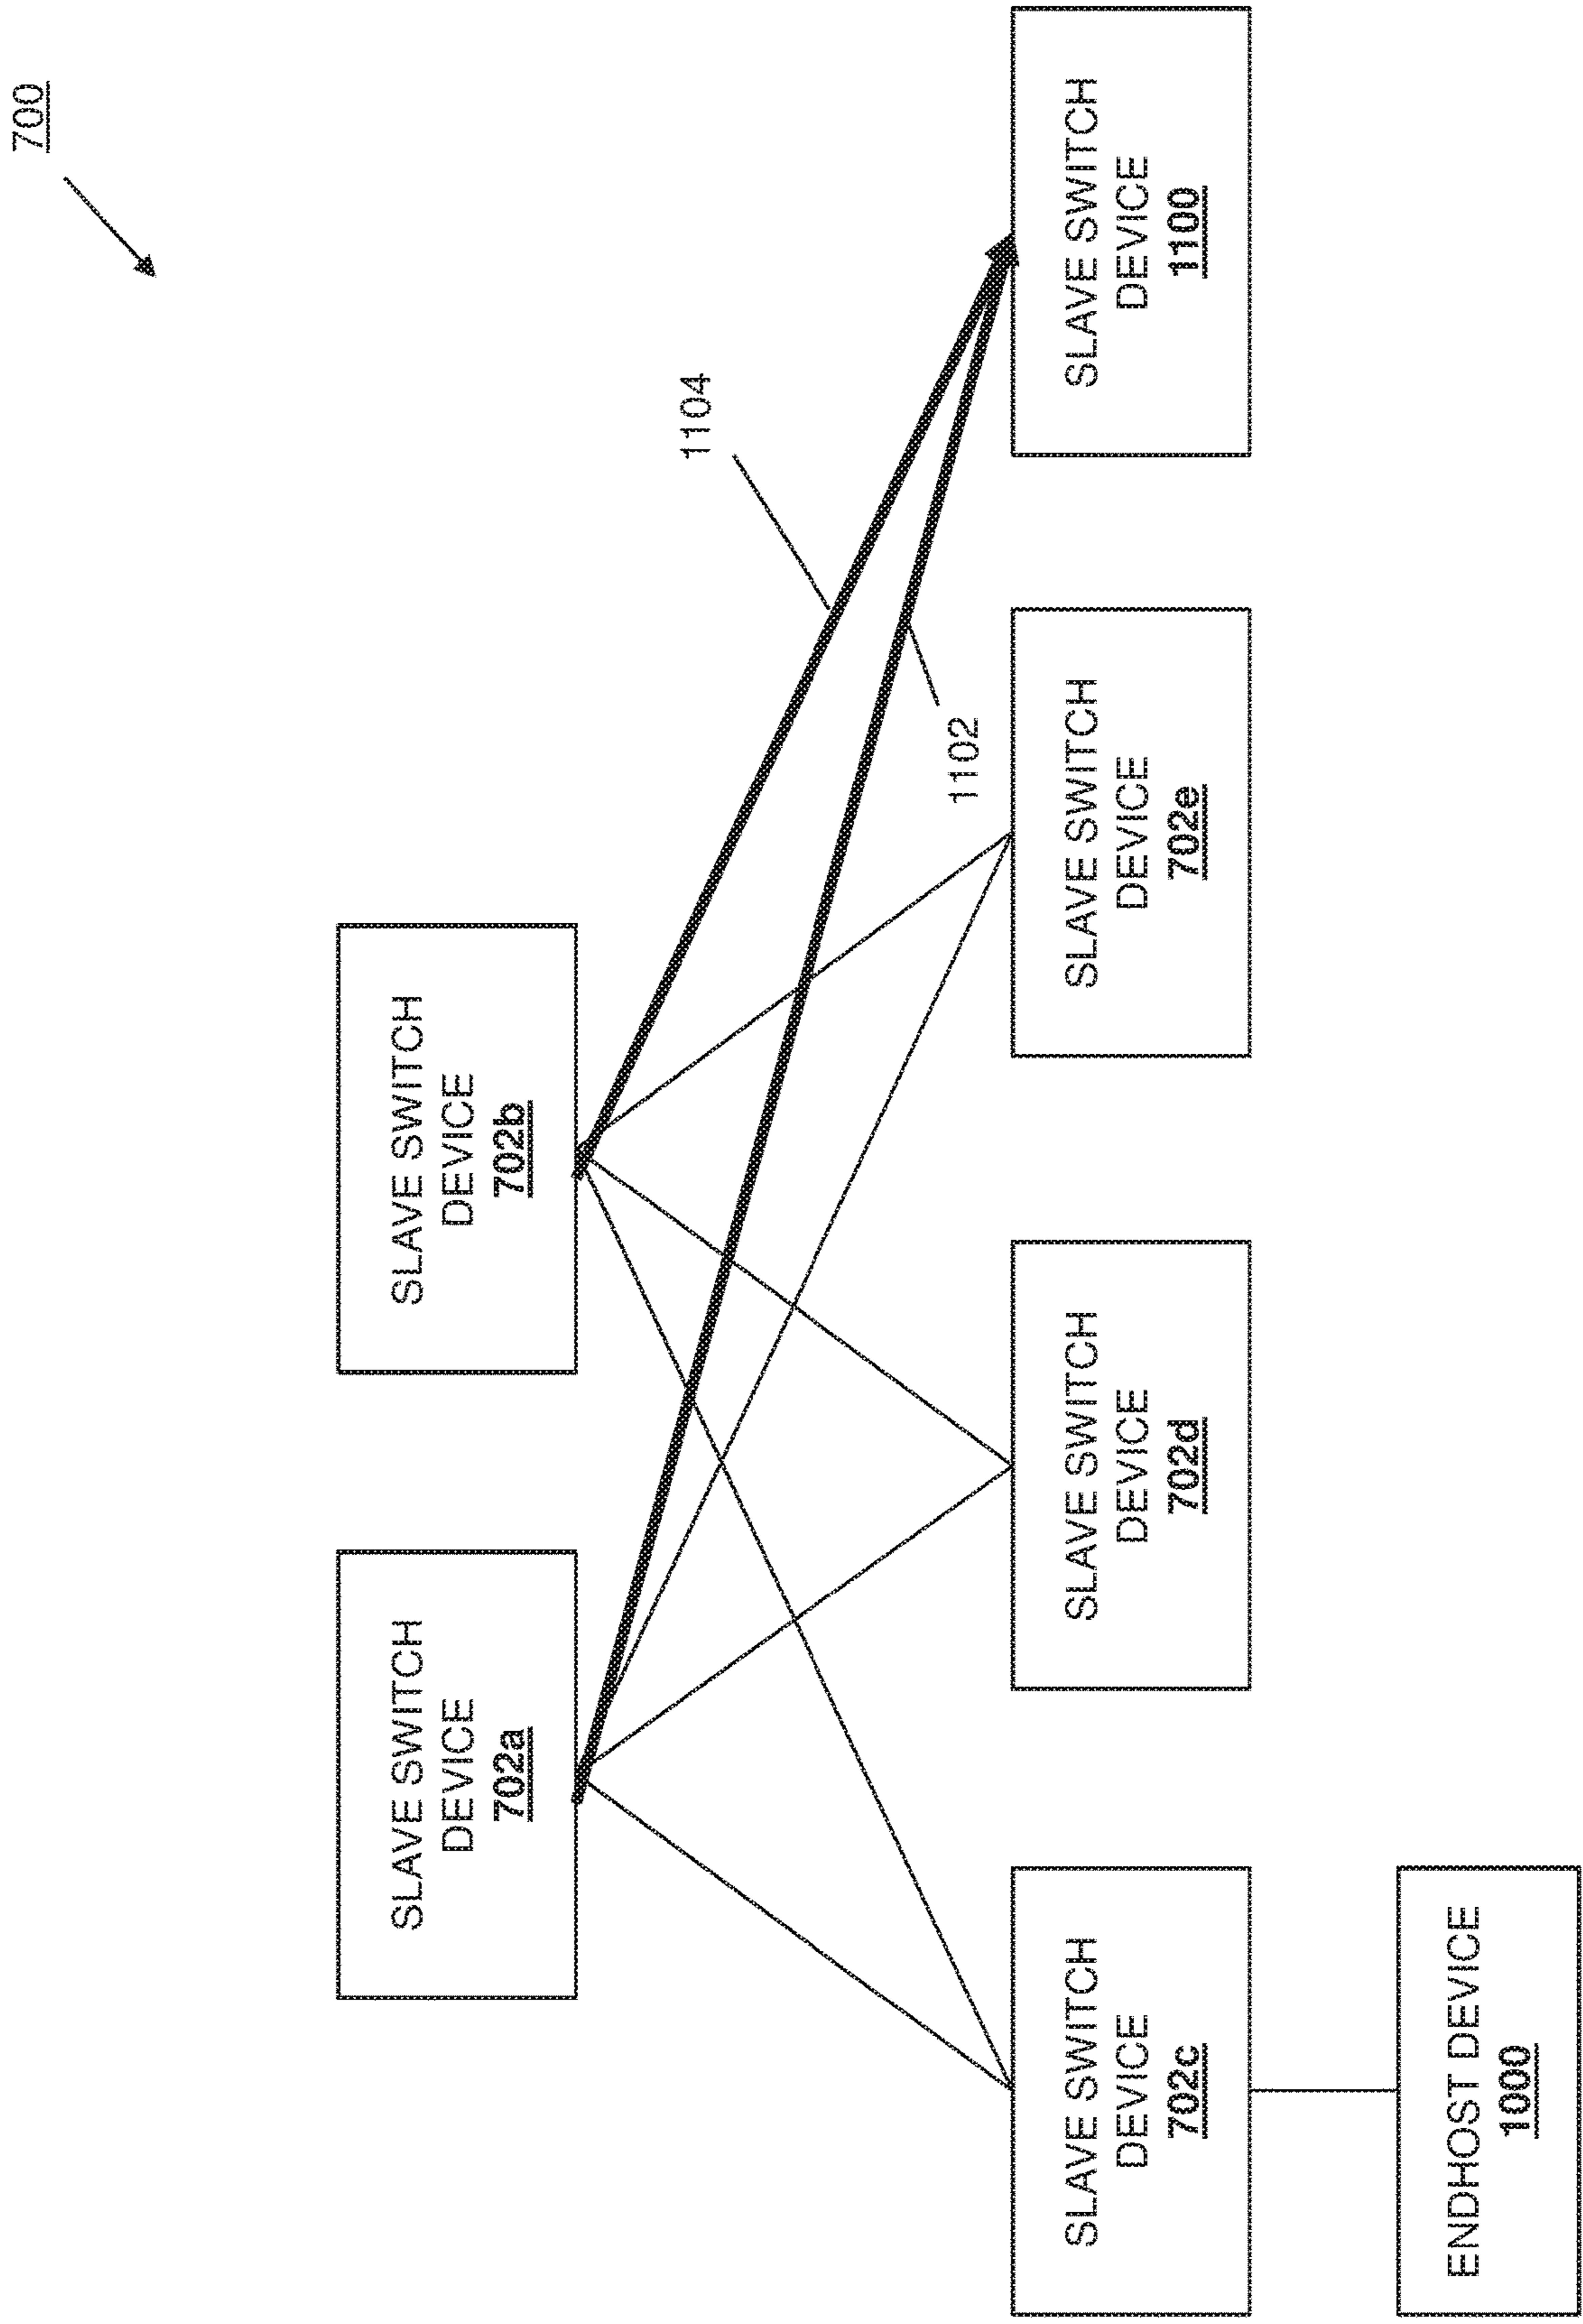 700
SLAVE SWITCH
DEVICE
702a
SLAVE SWITCH
DEVICE
702b
1104
1102
SLAVE SWITCH
DEVICE
702c
SLAVE SWITCH
DEVICE
702d
SLAVE SWITCH
DEVICE
702e
SLAVE SWITCH
DEVICE
1100
ENDHOST DEVICE
1000